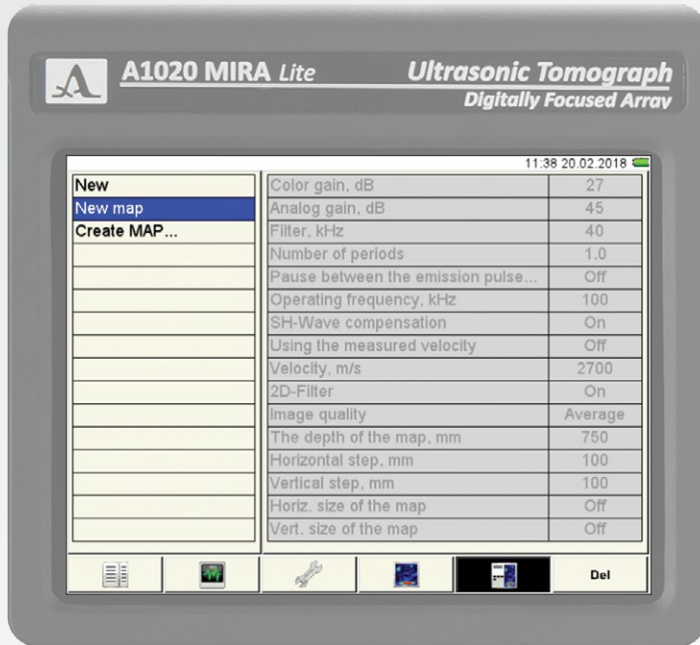 A1020 MIRA Lite
Ultrasonic Tomograph
Digitally Focused Array
11:38 20.02.2018
New
New map
Create MAP...
Color gain, dB 27
Analog gain, dB 45
Filter, kHz 40
Number of periods 1.0
Pause between the emission pulse... Off
Operating frequency, kHz 100
SH-Wave compensation On
Using the measured velocity Off
Velocity, m/s 2700
2D-Filter On
Image quality Average
The depth of the map, mm 750
Horizontal step, mm 100
Vertical step, mm 100
Horiz. size of the map Off
Vert. size of the map Off
Del